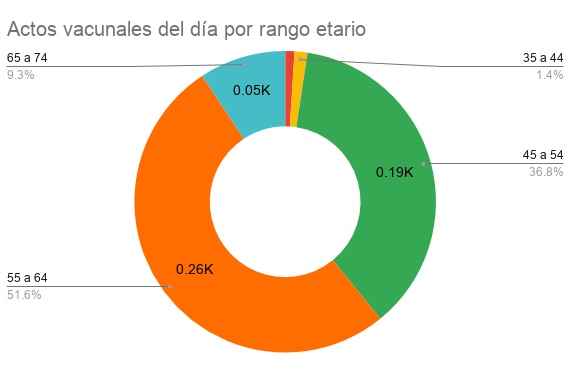 Actos vacunales del día por rango etario
65 a 74
9.3%
35 a 44
1.4%
0.05K
45 a 54
36.8%
0.19K
0.26K
55 a 64
51.6%